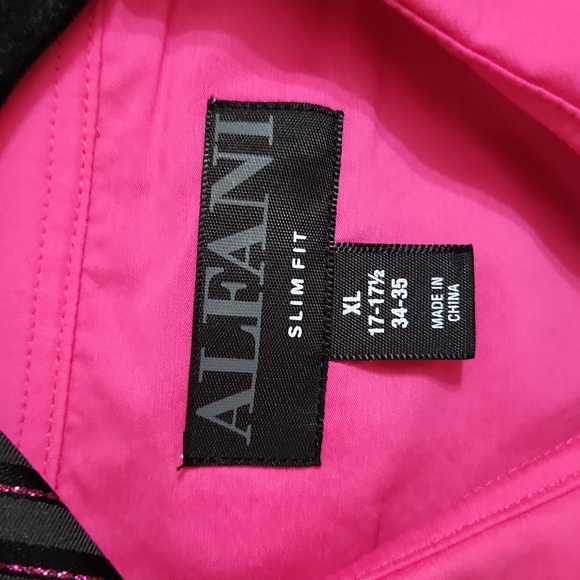 ALFANI
SLIM FIT
XL
17-17½
34-35
MADE IN
CHINA